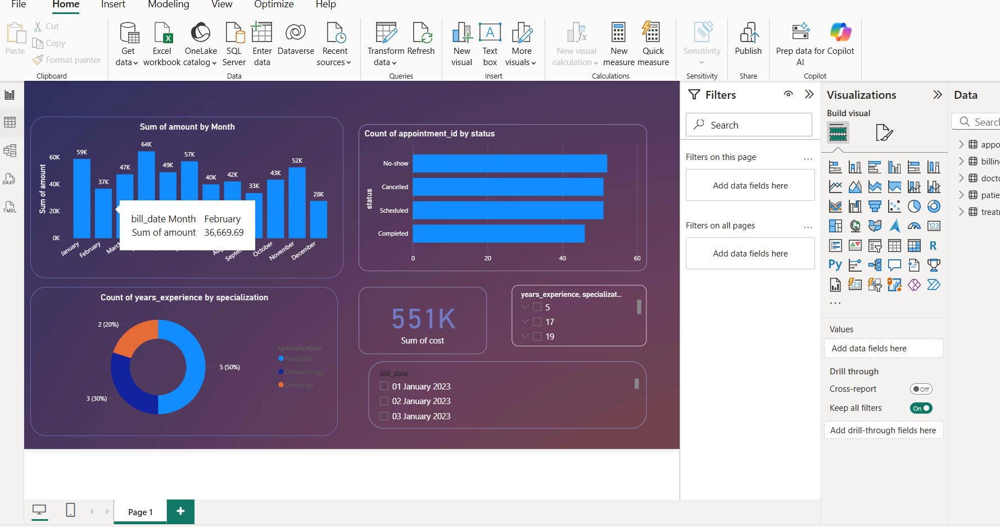 File Home Insert Modeling View Optimize Help
Paste
Cut
Copy
Format painter
Clipboard
Get data
Excel workbook
OneLake catalog
SQL Server
Enter data
Dataverse
Recent sources
Data
Transform data
Refresh
Queries
New visual
Text box
More visuals
Insert
New visual calculation
New measure
Quick measure
Calculations
Sensitivity
Sensitivity
Publish
Share
Prep data for AI
Copilot
Copilot
DAX
TMDL
Sum of amount by Month
Sum of amount
60K
40K
20K
0K
59K
37K
47K
64K
49K
57K
40K
42K
33K
43K
52K
28K
January
February
October
November
December
bill_date Month February
Sum of amount 36,669.69
Count of appointment_id by status
status
No-show
Cancelled
Scheduled
Completed
0 20 40 60
Count of years_experience by specialization
2 (20%)
5 (50%)
3 (30%)
specialization
Pediatrics
Dermatology
Oncology
551K
Sum of cost
years_experience, specializat...
5
17
19
bill_date
01 January 2023
02 January 2023
03 January 2023
Filters
Search
Filters on this page
...
Add data fields here
Filters on all pages
...
Add data fields here
Visualizations
Build visual
123
R
Py
123
...
Values
Add data fields here
Drill through
Cross-report Off
Keep all filters On
Add drill-through fields here
Data
Search
appo
billing
docto
patie
treatm
Page 1